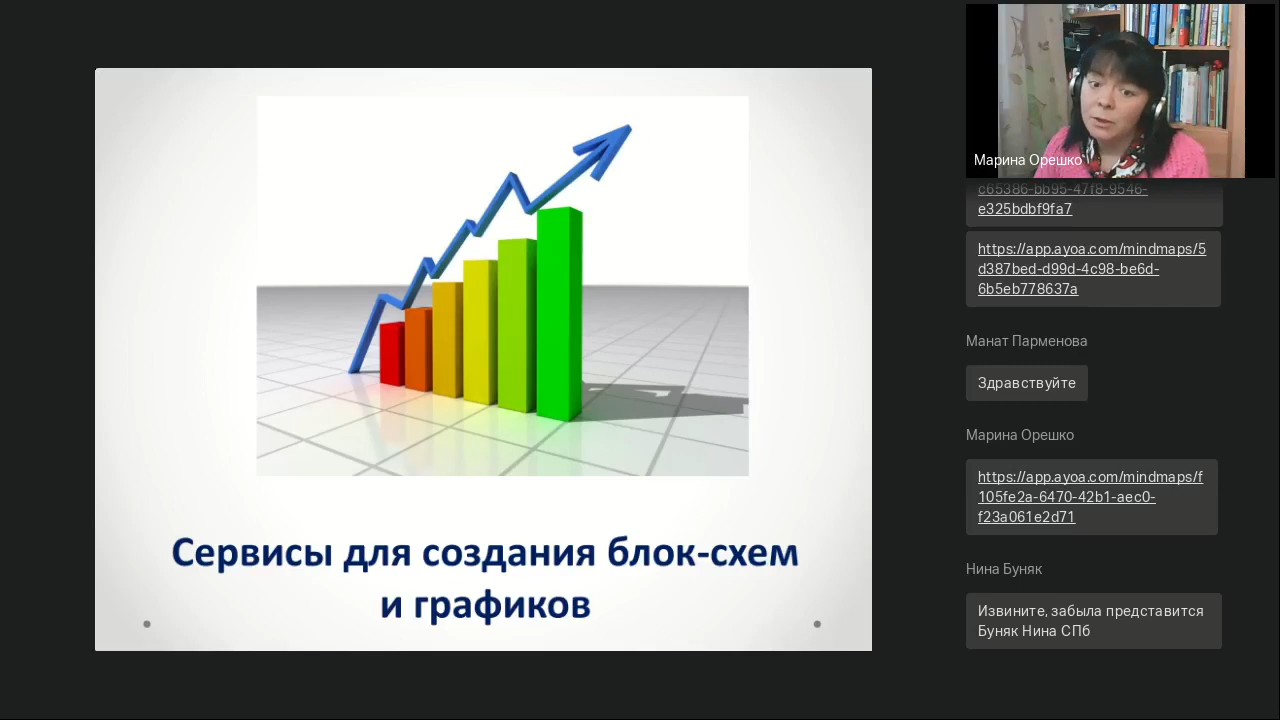 Сервисы для создания блок-схем
и графиков
Марина Орешко
c65386-bb95-47f8-9546-
e325bdbf9fa7
https://app.ayoa.com/mindmaps/5
d387bed-d99d-4c98-be6d-
6b5eb778637a
Манат Парменова
Здравствуйте
Марина Орешко
https://app.ayoa.com/mindmaps/f
105fe2a-6470-42b1-aec0-
f23a061e2d71
Нина Буняк
Извините, забыла представится
Буняк Нина СПб